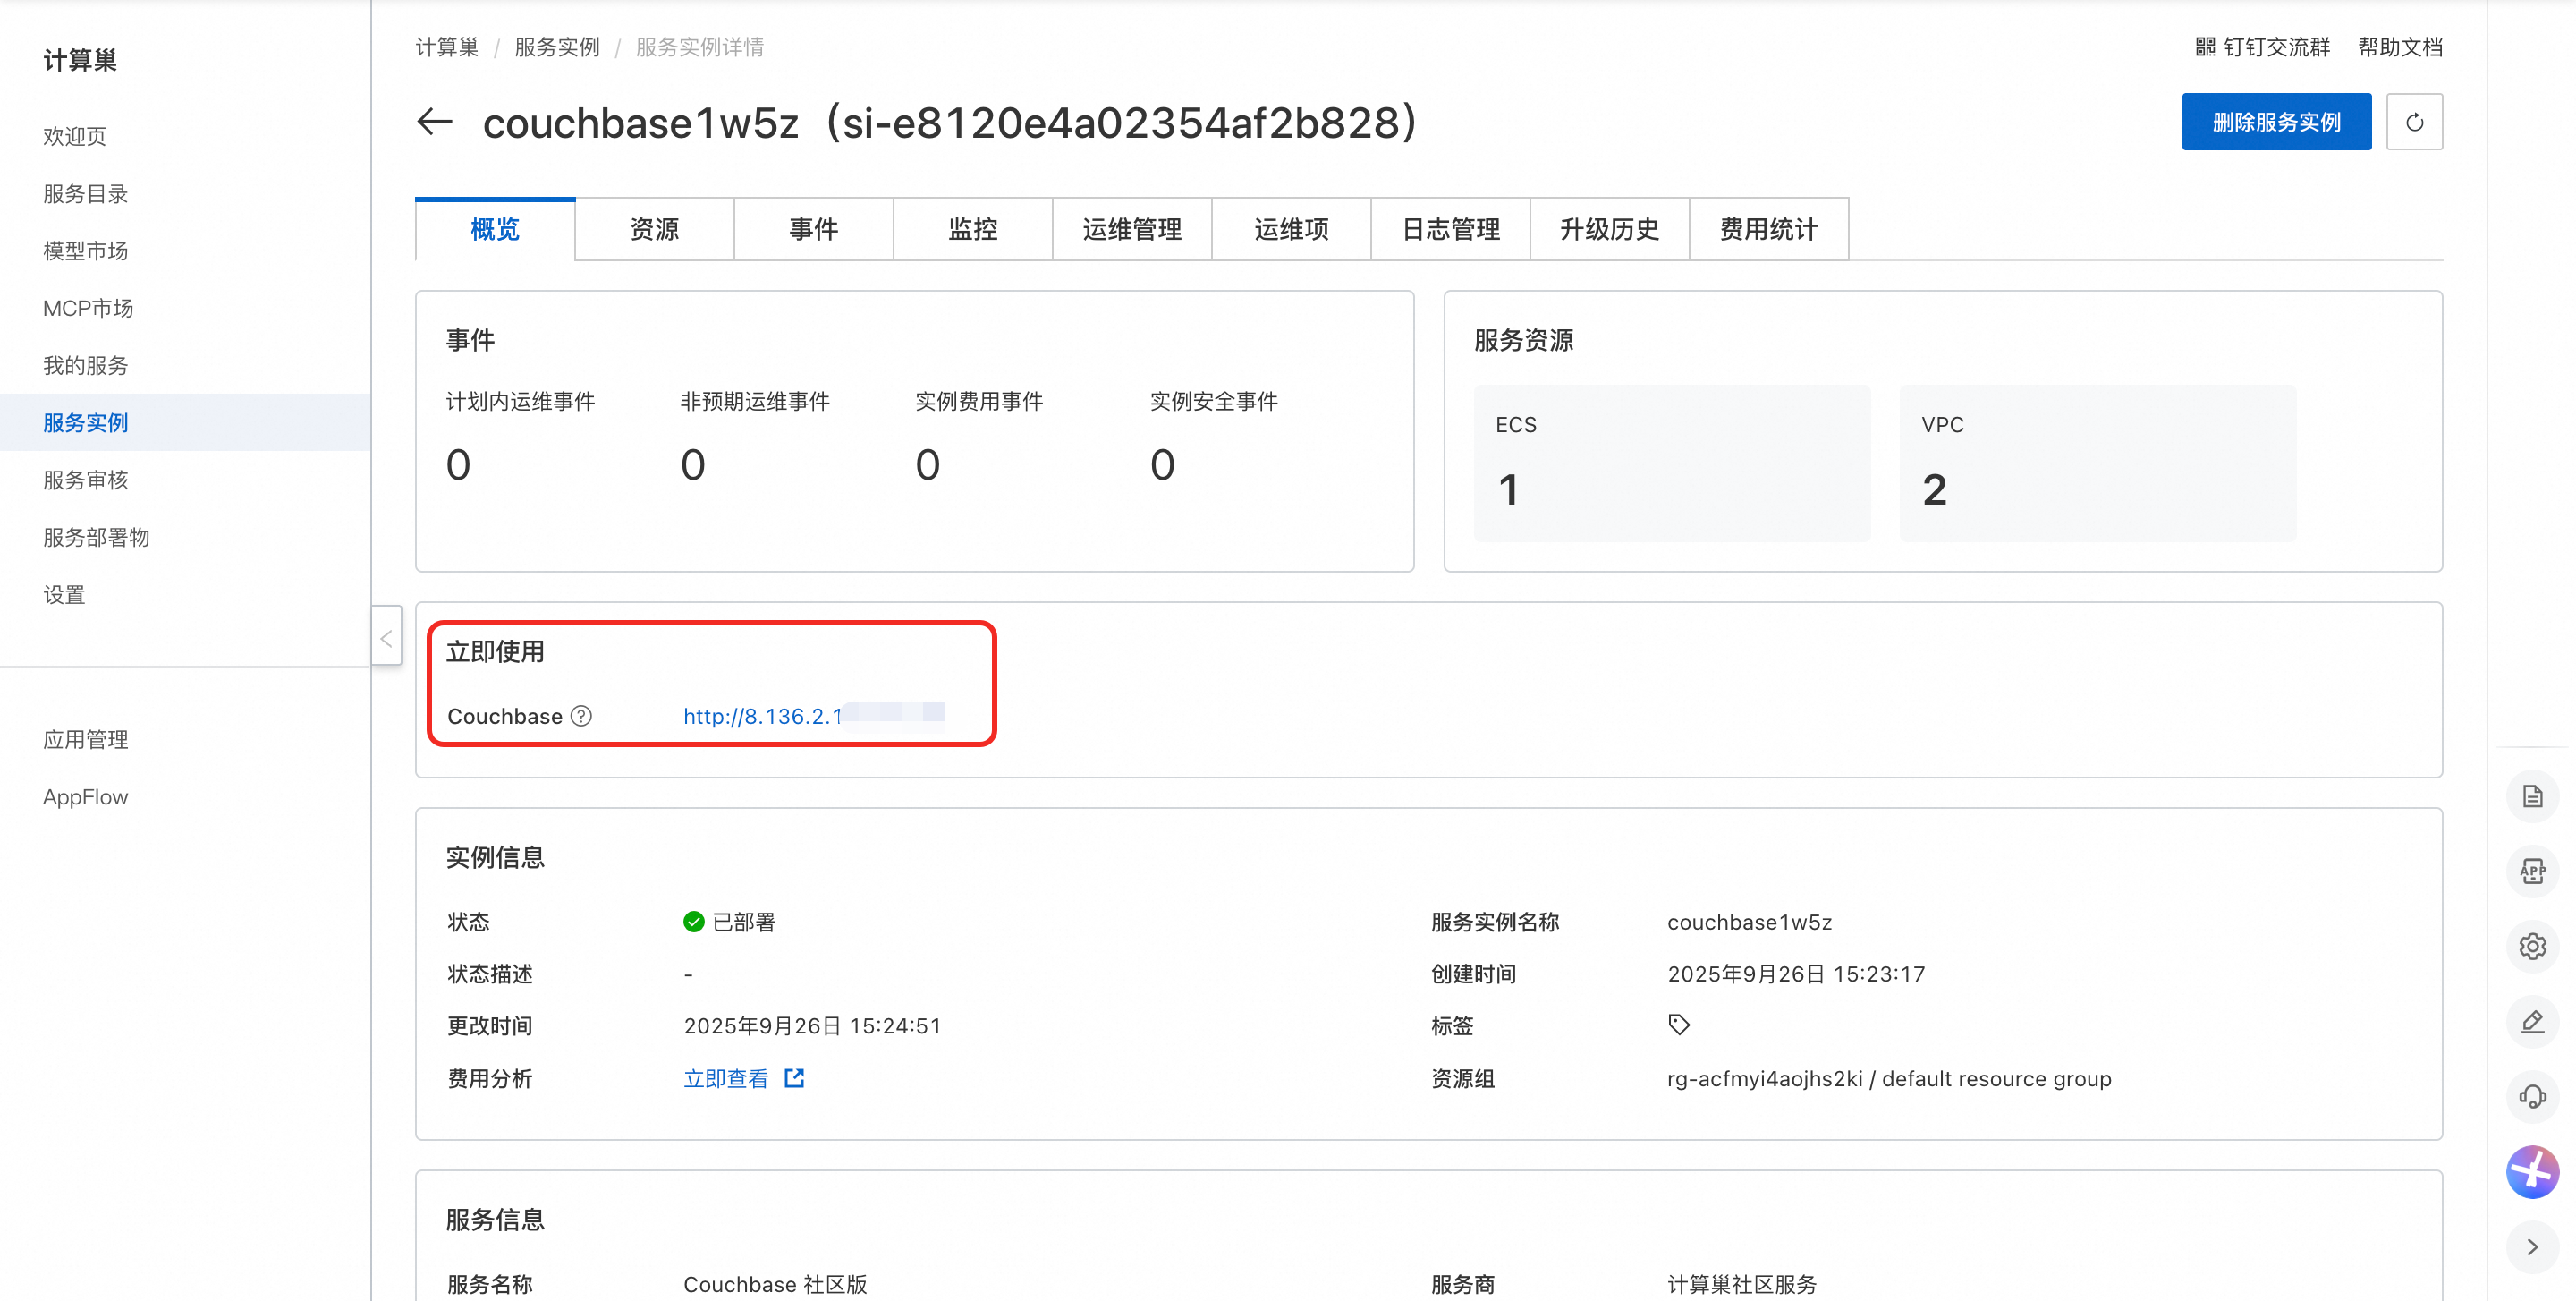 计算巢
欢迎页
服务目录
模型市场
MCP市场
我的服务
服务实例
服务审核
服务部署物
设置
应用管理
AppFlow
计算巢 / 服务实例 / 服务实例详情
钉钉交流群 帮助文档
couchbase1w5z（si-e8120e4a02354af2b828）
删除服务实例
概览 资源 事件 监控 运维管理 运维项 日志管理 升级历史 费用统计
事件
计划内运维事件 非预期运维事件 实例费用事件 实例安全事件
0 0 0 0
服务资源
ECS VPC
1 2
立即使用
Couchbase http://8.136.2.1
实例信息
状态 已部署 服务实例名称 couchbase1w5z
状态描述 - 创建时间 2025年9月26日 15:23:17
更改时间 2025年9月26日 15:24:51 标签
费用分析 立即查看 资源组 rg-acfmyi4aojhs2ki / default resource group
服务信息
服务名称 Couchbase 社区版 服务商 计算巢社区服务
APP